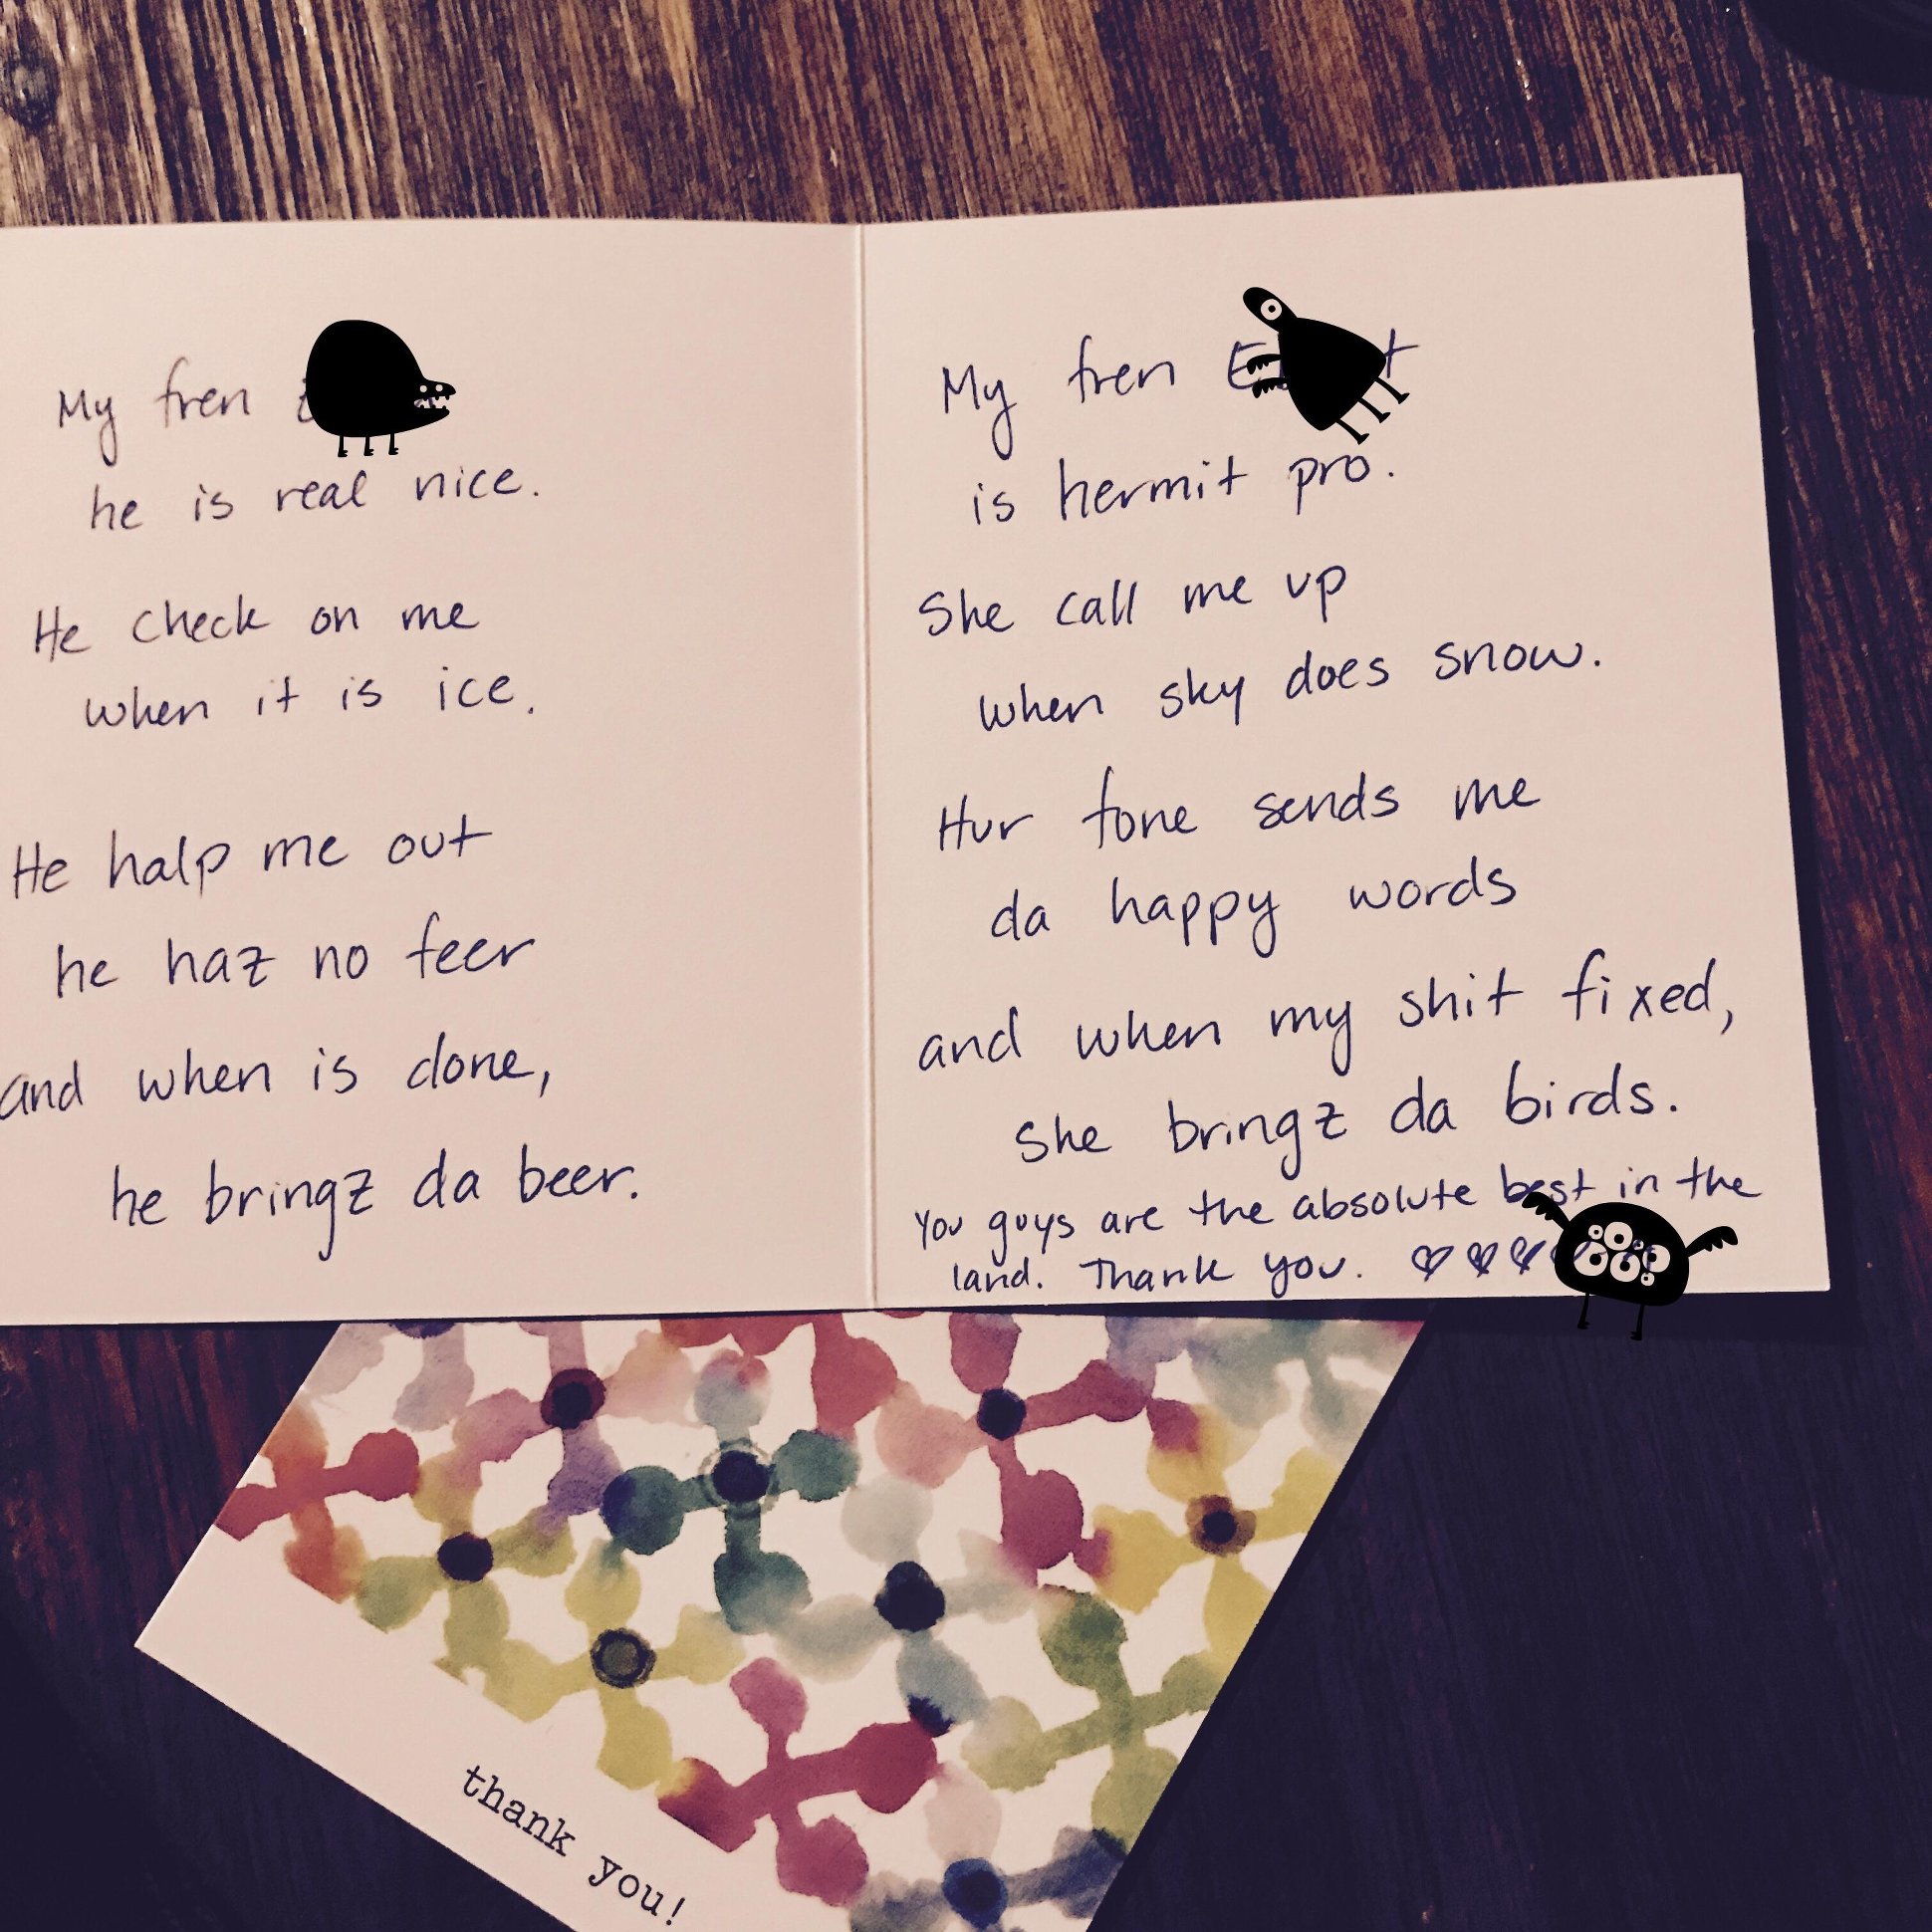 My fren
he is real nice.
He check on me
when it is ice.
He halp me out
he haz no feer
and when is done,
he bringz da beer.
My fren
is hermit pro.
She call me up
when sky does snow.
Hur fone sends me
da happy words
and when my shit fixed,
she bringz da birds.
You guys are the absolute best in the
land. Thank you. ♡♡♡
thank you!